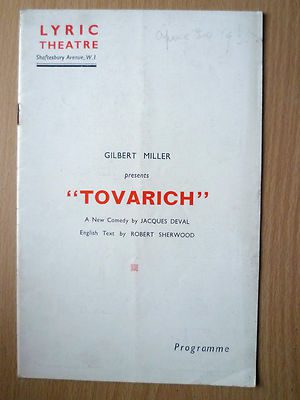 LYRIC
THEATRE
Shaftesbury Avenue, W.1.
GILBERT MILLER
presents
"TOVARICH"
A New Comedy by JACQUES DEVAL
English Text by ROBERT SHERWOOD
Programme